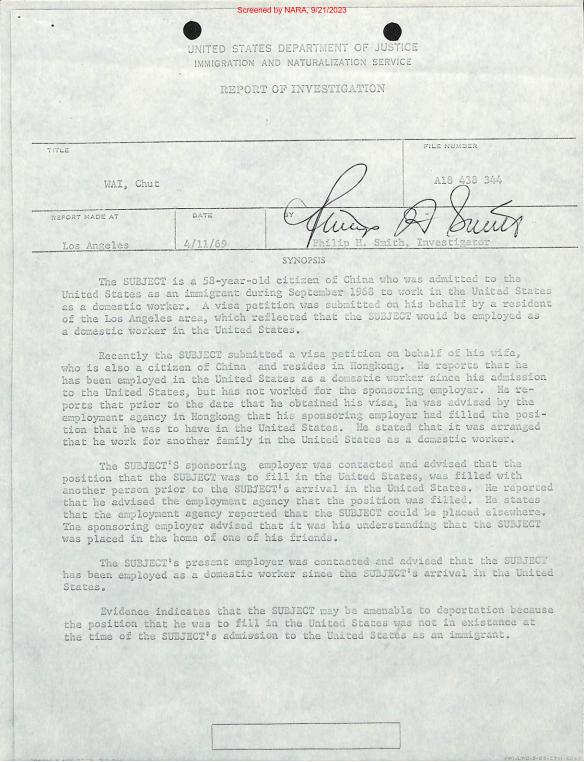 Screened by NARA, 9/21/2023
UNITED STATES DEPARTMENT OF JUSTICE
IMMIGRATION AND NATURALIZATION SERVICE
REPORT OF INVESTIGATION
TITLE
FILE NUMBER
WAI, Chut
A18 438 344
REPORT MADE AT
DATE
BY
Los Angeles
4/11/69
Philip H. Smith, Investigator
SYNOPSIS
The SUBJECT is a 58-year-old citizen of China who was admitted to the
United States as an immigrant during September 1968 to work in the United States
as a domestic worker. A visa petition was submitted on his behalf by a resident
of the Los Angeles area, which reflected that the SUBJECT would be employed as
a domestic worker in the United States.
Recently the SUBJECT submitted a visa petition on behalf of his wife,
who is also a citizen of China and resides in Hongkong. He reports that he
has been employed in the United States as a domestic worker since his admission
to the United States, but has not worked for the sponsoring employer. He re-
ports that prior to the date that he obtained his visa, he was advised by the
employment agency in Hongkong that his sponsoring employer had filled the posi-
tion that he was to have in the United States. He stated that it was arranged
that he work for another family in the United States as a domestic worker.
The SUBJECT'S sponsoring employer was contacted and advised that the
position that the SUBJECT was to fill in the United States, was filled with
another person prior to the SUBJECT's arrival in the United States. He reported
that he advised the employment agency that the position was filled. He states
that the employment agency reported that the SUBJECT could be placed elsewhere.
The sponsoring employer advised that it was his understanding that the SUBJECT
was placed in the home of one of his friends.
The SUBJECT's present employer was contacted and advised that the SUBJECT
has been employed as a domestic worker since the SUBJECT's arrival in the United
States.
Evidence indicates that the SUBJECT may be amenable to deportation because
the position that he was to fill in the United States was not in existance at
the time of the SUBJECT's admission to the United States as an immigrant.